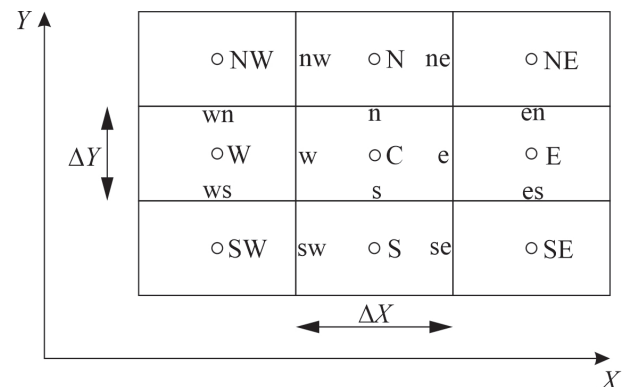 Y
NW nw N ne NE
wn n en
ΔY W w C e E
ws s es
SW sw S se SE
ΔX
X